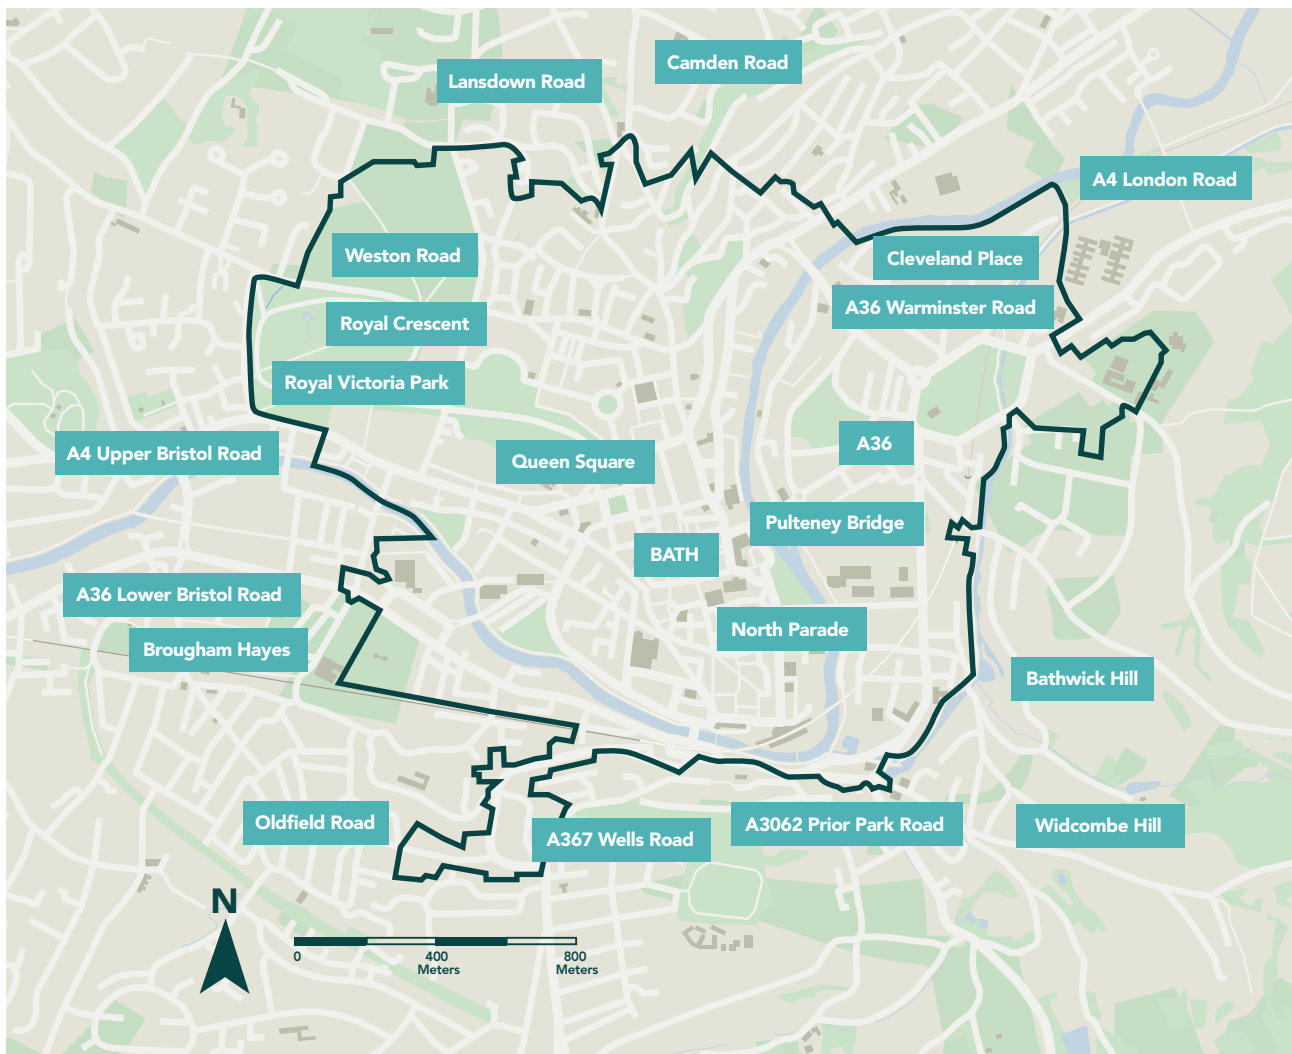 Camden Road
Lansdown Road
A4 London Road
Weston Road
Cleveland Place
A36 Warminster Road
Royal Crescent
Royal Victoria Park
A36
A4 Upper Bristol Road
Queen Square
Pulteney Bridge
BATH
A36 Lower Bristol Road
North Parade
Brougham Hayes
Bathwick Hill
Oldfield Road
A367 Wells Road
A3062 Prior Park Road
Widcombe Hill
N
0
400
Meters
800
Meters